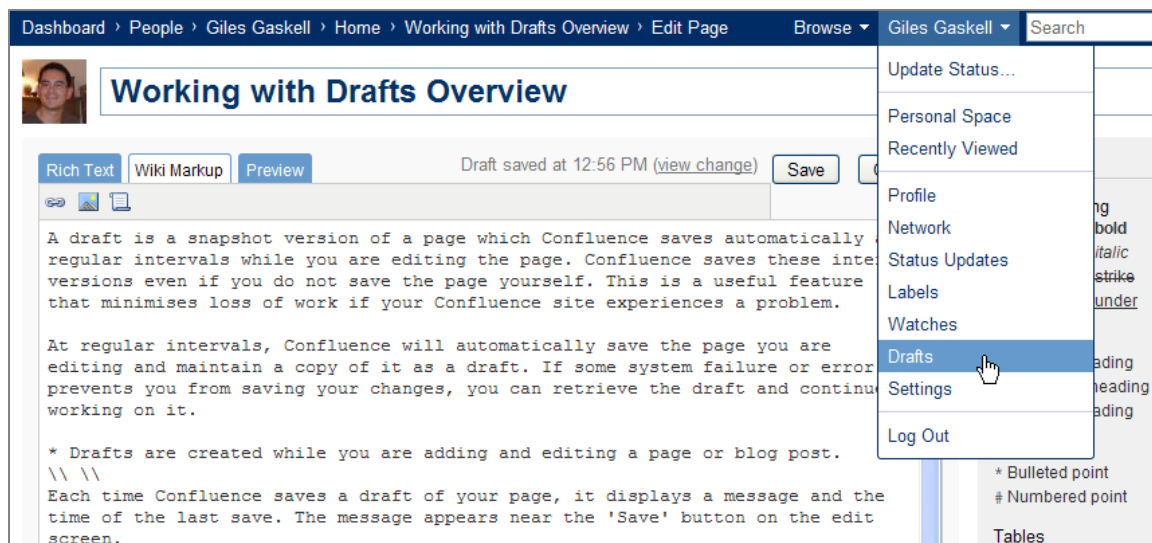 Dashboard > People > Giles Gaskell > Home > Working with Drafts Overview > Edit Page
Browse
Giles Gaskell
Search
Working with Drafts Overview
Rich Text
Wiki Markup
Preview
Draft saved at 12:56 PM (view change)
Save
A draft is a snapshot version of a page which Confluence saves automatically
regular intervals while you are editing the page. Confluence saves these
versions even if you do not save the page yourself. This is a useful feature
that minimises loss of work if your Confluence site experiences a problem.
At regular intervals, Confluence will automatically save the page you are
editing and maintain a copy of it as a draft. If some system failure or error
prevents you from saving your changes, you can retrieve the draft and continu
working on it.
* Drafts are created while you are adding and editing a page or blog post.
\\ \\
Each time Confluence saves a draft of your page, it displays a message and the
time of the last save. The message appears near the 'Save' button on the edit
screen.
Update Status...
Personal Space
Recently Viewed
Profile
Network
Status Updates
Labels
Watches
Drafts
Settings
Log Out
bold
italic
strike
under
ading
heading
ading
* Bulleted point
# Numbered point
Tables